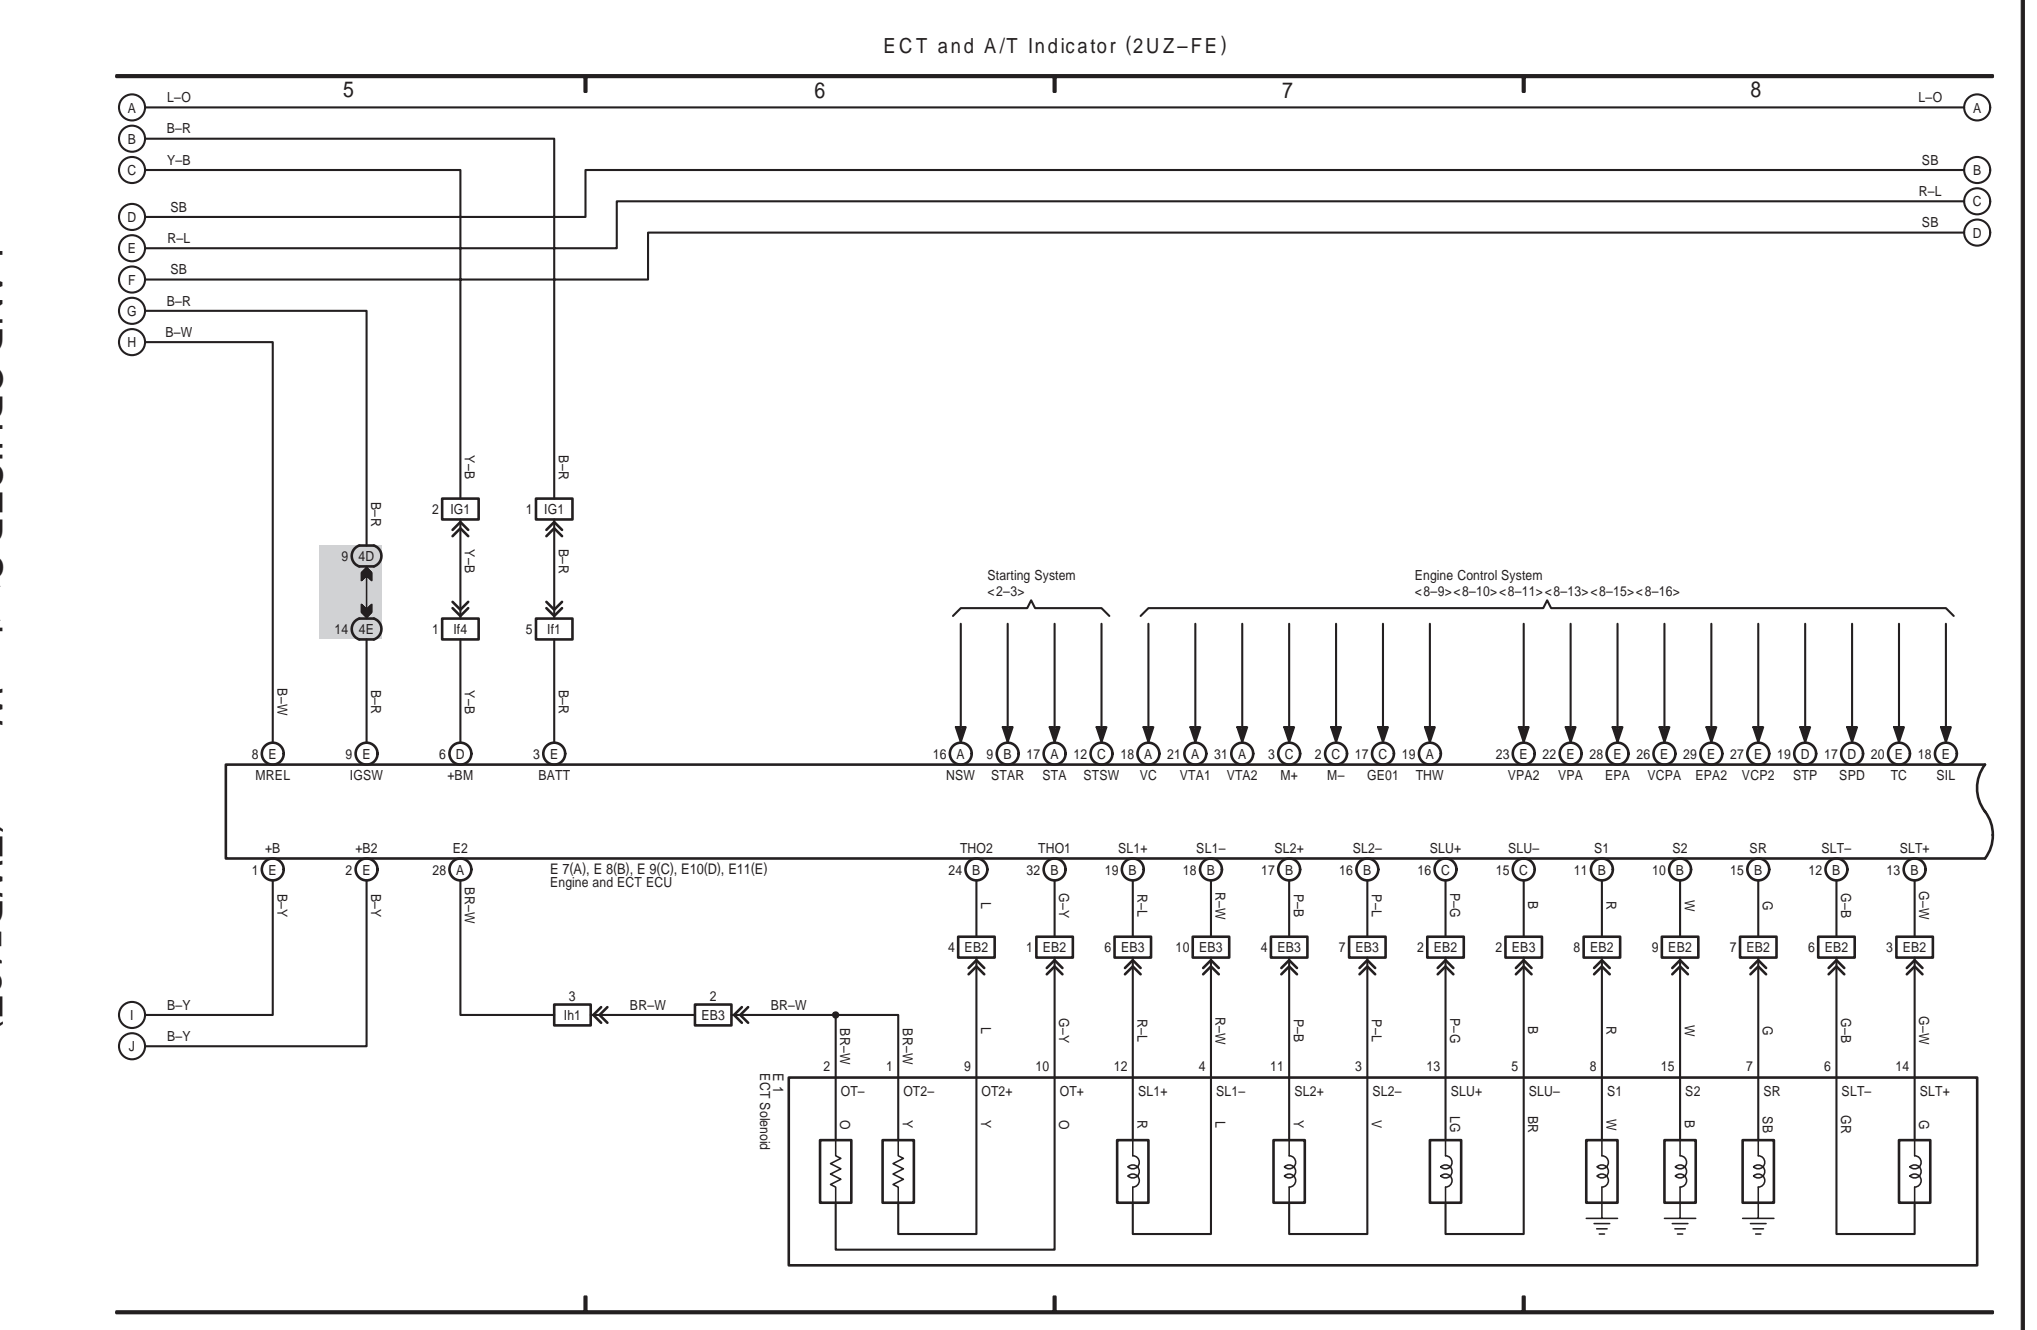 ECT and A/T Indicator (2UZ–FE)
5 6 7 8
A L–O L–O A
B B–R
C Y–B SB B
D SB R–L C
E R–L SB D
F SB
G B–R
H B–W
Y–B B–R
B–R 2 IG1 1 IG1
9 4D Y–B B–R
Starting System
<2–3>
Engine Control System
<8–9><8–10><8–11><8–13><8–15><8–16>
14 4E 1 If4 5 If1
B–W B–R Y–B B–R
8 E 9 E 6 D 3 E 16 A 9 B 17 A 12 C 18 A 21 A 31 A 3 C 2 C 17 C 19 A 23 E 22 E 28 E 26 E 29 E 27 E 19 D 17 D 20 E 18 E
MREL IGSW +BM BATT NSW STAR STA STSW VC VTA1 VTA2 M+ M– GE01 THW VPA2 VPA EPA VCPA EPA2 VCP2 STP SPD TC SIL
+B +B2 E2 THO2 THO1 SL1+ SL1– SL2+ SL2– SLU+ SLU– S1 S2 SR SLT– SLT+
1 E 2 E 28 A 24 B 32 B 19 B 18 B 17 B 16 B 16 C 15 C 11 B 10 B 15 B 12 B 13 B
E 7(A), E 8(B), E 9(C), E10(D), E11(E)
Engine and ECT ECU
B–Y B–Y BR–W L G–Y R–L R–W P–B P–L P–G B R W G G–B G–W
4 EB2 1 EB2 6 EB3 10 EB3 4 EB3 7 EB3 2 EB2 2 EB3 8 EB2 9 EB2 7 EB2 6 EB2 3 EB2
3 2
I B–Y Ih1 BR–W EB3 BR–W
J B–Y
BR–W BR–W L G–Y R–L R–W P–B P–L P–G B R W G G–B G–W
2 1 9 10 12 4 11 3 13 5 8 15 7 6 14
E 1
ECT Solenoid
OT– OT2– OT2+ OT+ SL1+ SL1– SL2+ SL2– SLU+ SLU– S1 S2 SR SLT– SLT+
O Y Y O R L Y V LG BR W B SB GR G